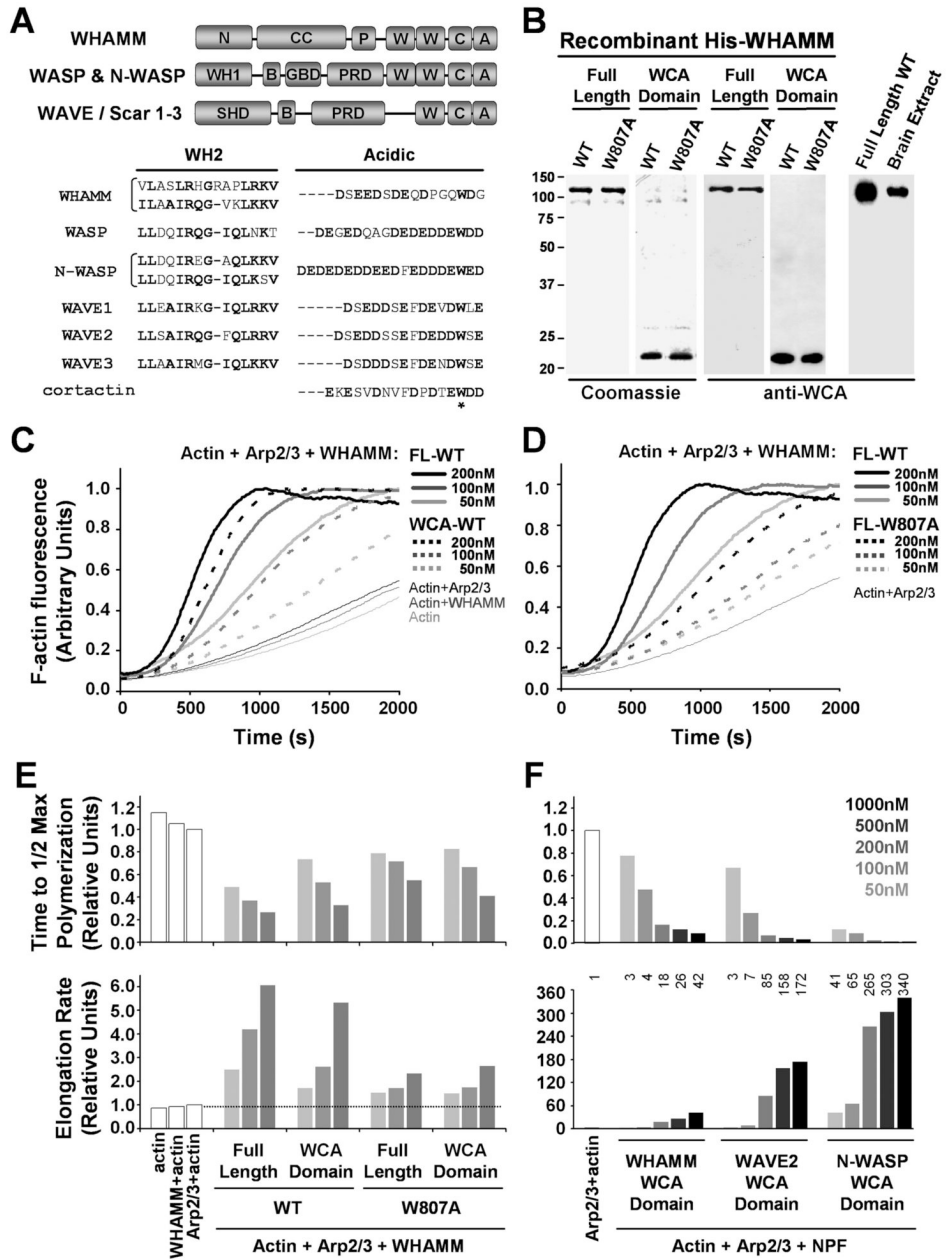 A
WHAMM N CC P W W C A
WASP & N-WASP WH1 B GBD PRD W W C A
WAVE / Scar 1-3 SHD B PRD W C A
WH2 Acidic
WHAMM VLASLRHGRAPLRKV ----DSEEDSDEQDPGQWDG
ILAAIRQG-VKLKKV
WASP LLDQIRQG-IQLNKT --DEGEDQAGDEDEDDEWDD
N-WASP LLDQIREG-AQLKKV DEDEDEDDEEDFEDDDEWED
LLDQIRQG-IQLKSV
WAVE1 LLEAIRKG-IQLRKV -----DSEDDSEFDEVDWLE
WAVE2 LLSAIRQG-FQLRRV ----DSEDDSSEFDEDDWSE
WAVE3 LLAAIRMG-IQLKKV ----DSDDDSEFDENDWSE
cortactin ---EKESVDNVFDPDTEWDD
*
B
Recombinant His-WHAMM
Full Length WCA Domain Full Length WCA Domain
WT W807A WT W807A WT W807A WT W807A Full Length WT Brain Extract
150
100
75
50
37
25
20
Coomassie anti-WCA
C
Actin + Arp2/3 + WHAMM: FL-WT
200nM
100nM
50nM
WCA-WT
200nM
100nM
50nM
Actin+Arp2/3
Actin+WHAMM
Actin
F-actin fluorescence
(Arbitrary Units)
1.0
0.8
0.6
0.4
0.2
0.0
0 500 1000 1500 2000
Time (s)
D
Actin + Arp2/3 + WHAMM: FL-WT
200nM
100nM
50nM
FL-W807A
200nM
100nM
50nM
Actin+Arp2/3
1.0
0.8
0.6
0.4
0.2
0.0
0 500 1000 1500 2000
Time (s)
E
Time to 1/2 Max
Polymerization
(Relative Units)
1.2
1.0
0.8
0.6
0.4
0.2
0.0
Elongation Rate
(Relative Units)
6.0
5.0
4.0
3.0
2.0
1.0
0.0
actin
WHAMM+actin
Arp2/3+actin
Full Length WCA Domain Full Length WCA Domain
WT W807A
Actin + Arp2/3 + WHAMM
F
1.2
1.0
0.8
0.6
0.4
0.2
0.0
1000nM
500nM
200nM
100nM
50nM
1 3 4 18 26 42 3 7 85 158 172 41 65 265 303 340
360
300
240
180
120
60
0
Arp2/3+actin
WHAMM WCA Domain WAVE2 WCA Domain N-WASP WCA Domain
Actin + Arp2/3 + NPF